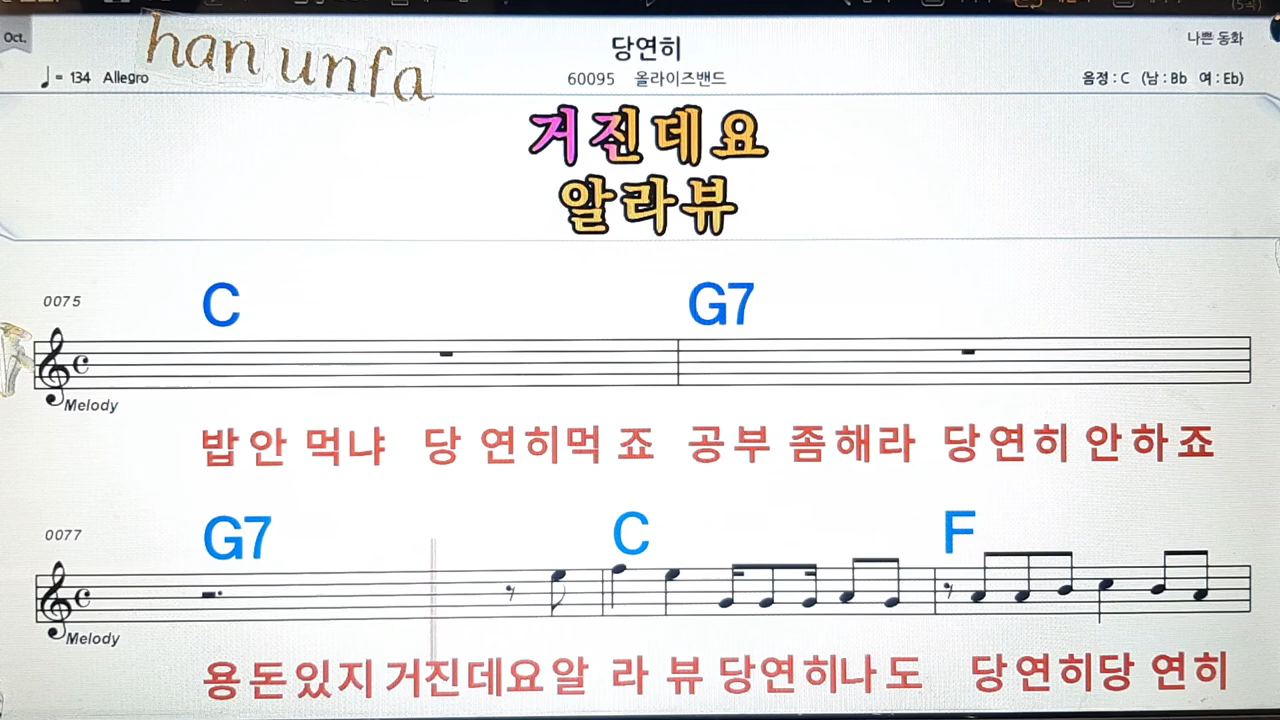 Oct.
han unfa
당연히
나쁜 동화
♩= 134 Allegro
60095 올라이즈밴드
음정 : C (남 : Bb 여 : Eb)
거진데요
알라뷰
0075
C G7
Melody
밥 안 먹냐 당 연히먹 죠 공부 좀해라 당연히 안하죠
0077
G7 C F
Melody
용돈있지거진데요알 라 뷰 당연히나도 당연히당 연히